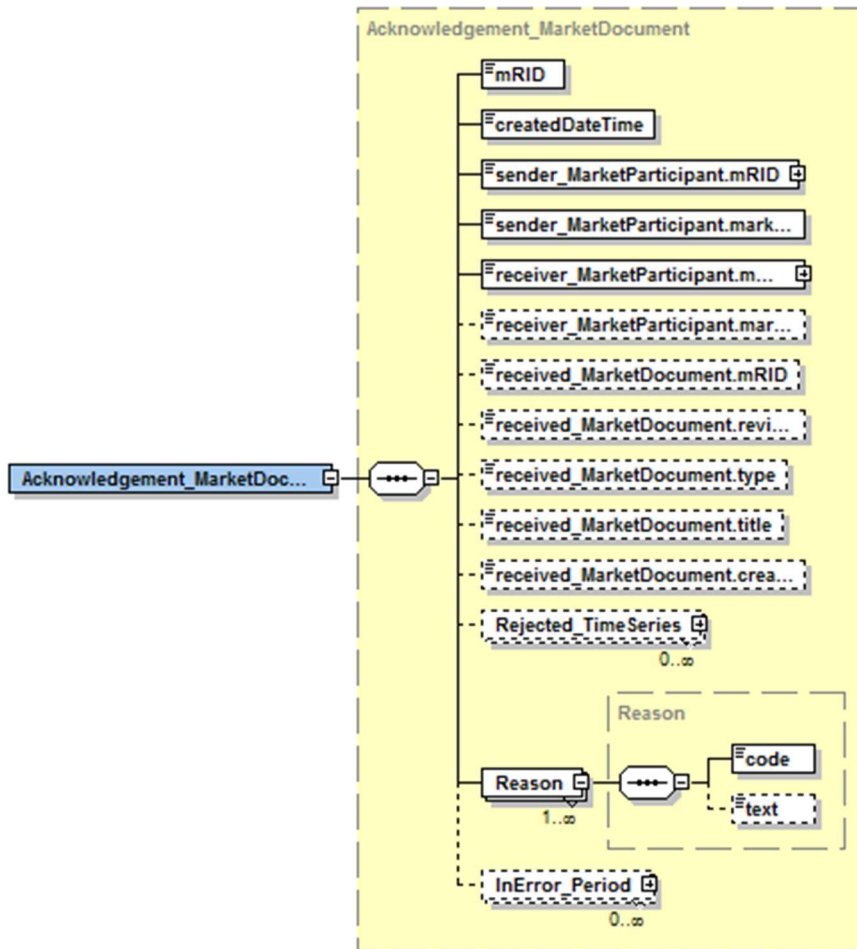 Acknowledgement_MarketDocument
mRID
createdDateTime
sender_MarketParticipant.mRID
sender_MarketParticipant.mark...
receiver_MarketParticipant.m...
receiver_MarketParticipant.mar...
received_MarketDocument.mRID
received_MarketDocument.revi...
Acknowledgement_MarketDoc...
received_MarketDocument.type
received_MarketDocument.title
received_MarketDocument.crea...
Rejected_TimeSeries
0..∞
Reason
code
Reason
text
1..∞
InError_Period
0..∞